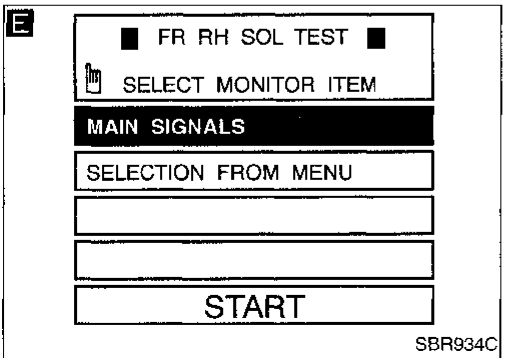 E
FR RH SOL TEST
SELECT MONITOR ITEM
MAIN SIGNALS
SELECTION FROM MENU
START
SBR934C